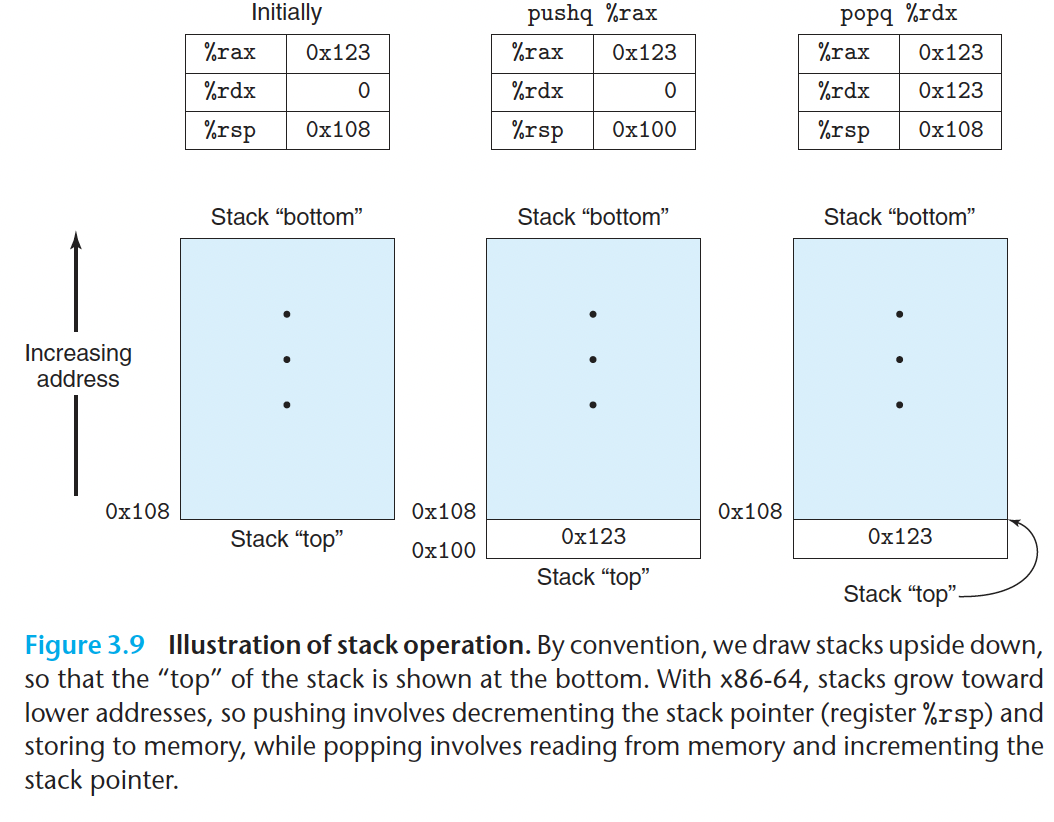 Initially
%rax 0x123
%rdx 0
%rsp 0x108
pushq %rax
%rax 0x123
%rdx 0
%rsp 0x100
popq %rdx
%rax 0x123
%rdx 0x123
%rsp 0x108
Increasing
address
Stack “bottom”
0x108
Stack “top”
Stack “bottom”
0x108
0x123
0x100
Stack “top”
Stack “bottom”
0x108
0x123
Stack “top”
Figure 3.9 Illustration of stack operation. By convention, we draw stacks upside down,
so that the “top” of the stack is shown at the bottom. With x86-64, stacks grow toward
lower addresses, so pushing involves decrementing the stack pointer (register %rsp) and
storing to memory, while popping involves reading from memory and incrementing the
stack pointer.